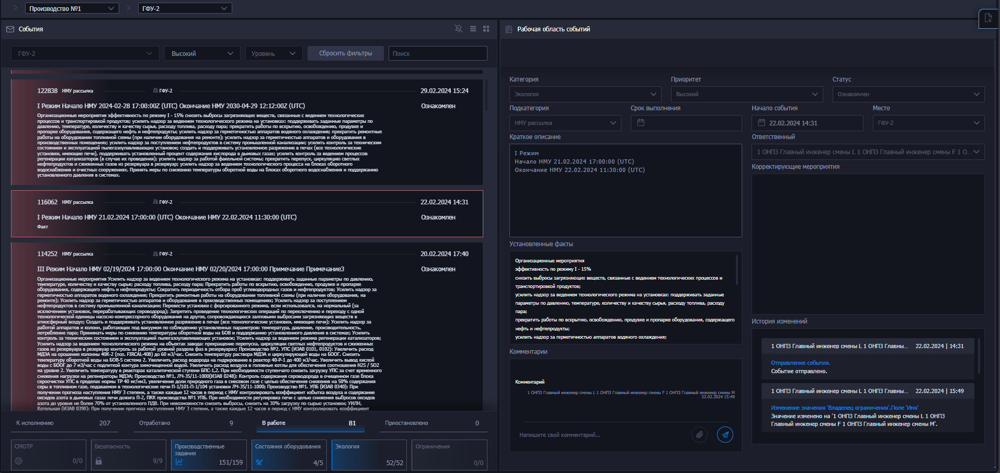 Производство №1
ГФУ-2
События
ГФУ-2
Высокий
Уровень
Сбросить фильтры
Поиск
122838 НМУ рассылка ГФУ-2 29.02.2024 15:24
I Режим Начало НМУ 2024-02-28 17:00:00Z (UTC) Окончание НМУ 2030-04-29 12:12:00Z (UTC) Ознакомлен
Организационные мероприятия эффективность по режиму I - 15% снизить выбросы загрязняющих веществ, связанные с ведением технологических
процессов и транспортировкой продуктов; усилить надзор за ведением технологического режима на установках: поддерживать заданные параметры по
давлению, температуре, количеству и качеству сырья, расходу топлива, расходу пара; прекратить работы по вскрытию, освобождению, продувке и
пропарке оборудования, содержащего нефть и нефтепродукты; усилить надзор за герметичностью аппаратов водяного охлаждения; прекратить ремонтные
работы на оборудовании топливной схемы (при наличии оборудования на ремонте); усилить надзор за герметичностью аппаратов и оборудования в
производственных помещениях; усилить надзор за поступлением нефтепродуктов в систему промышленной канализации; усилить контроль за техническим
состоянием и эксплуатацией пылегазоулавливающих установок; создать и поддерживать установленное разряжение в печах (все технологические
установки, имеющие печи), поддерживать установленный процент содержания кислорода в дымовых газах; усилить контроль за ведением процессов
регенерации катализаторов (в случае их проведения); усилить надзор за работой факельной системы; прекратить перепуск, циркуляцию светлых
нефтепродуктов и сжиженных газов из резервуара в резервуар; усилить надзор за ведением технологического процесса на блоках оборотного
водоснабжения и очистных сооружениях. Принять меры по снижению температуры оборотной воды на блоках оборотного водоснабжения и поддержанию
установленного давления в системах.
116062 НМУ рассылка ГФУ-2 22.02.2024 14:31
I Режим Начало НМУ 21.02.2024 17:00:00 (UTC) Окончание НМУ 22.02.2024 11:30:00 (UTC) Ознакомлен
Факт
114252 НМУ рассылка ГФУ-2 20.02.2024 17:40
III Режим Начало НМУ 02/19/2024 17:00:00 Окончание НМУ 02/20/2024 17:00:00 Примечание Примечание3 Ознакомлен
Организационные мероприятия Усилить надзор за ведением технологического режима на установках: поддерживать заданные параметры по давлению,
температуре, количеству и качеству сырья; расходу топлива, расходу пара; Прекратить работы по вскрытию, освобождению, продувке и пропарке
оборудования, содержащего нефть и нефтепродукты; Сократить периодичность отбора проб углеводородных газов и нефтепродуктов; Усилить надзор за
герметичностью аппаратов водяного охлаждения; Прекратить ремонтные работы на оборудовании топливной схемы (при наличии оборудования, на
ремонте); Усилить надзор за герметичностью аппаратов и оборудования в производственных помещениях; Усилить надзор за поступлением
нефтепродуктов в систему промышленной канализации; Перевести установки с форсированного режима, если использовался, на нормальный (за
исключением установок, перерабатывающих сероводород); Запретить проведение технологических операций по переключению и переходу с одной
технологической единицы насосно-компрессорного оборудования на другое, сопровождающихся залповыми выбросами загрязняющих веществ в
атмосферный воздух; Создать и поддерживать установленное разряжение в печах (все технологические установки, имеющие печи); Усилить надзор за
работой аппаратов и колонн, работающих под вакуумом по соблюдению установленных параметров: температура, давление, производительность,
потребление пара; Принимать меры по снижению температуры оборотной воды на БОВ и поддержанию установленного давления в системах; Усилить
контроль за техническим состоянием и эксплуатацией пылегазоулавливающих установок; Усилить надзор за ведением режима регенерации катализаторов;
Усилить надзор за ведением технологического режима на объектах завода: прекращение перепуска, циркуляции светлых нефтепродуктов и сжиженных
газов из резервуара в резервуар контроль за работой уровней раздела фаз в резервуарах; Производство №2. УПС (ИЗАВ 0101, 0102): Увеличить расход
МДЭА на орошение колонны 40К-2 (поз. FIRCAL-408) до 60 м3/час. Снизить температуру раствора МДЭА и циркулирующей воды на БООГ. Снизить
температуру оборотной воды на БОВ-5 система 2. Увеличить расход водорода на гидрирование в реактор 40-Р-1 до 400 м3/час. Увеличить вывод кислой
воды с БООГ до 7 м3/час с подпиткой контура химочищенной водой. Увеличить расход воздуха в головные котлы для обеспечения соотношения H2S / SO2
на уровне 2. Увеличить температуру в реакторах каталитической ступени БПС-1,2. При необходимости ступенчато снизить загрузку УПС за счет временного
снижения нагрузки на регенераторы МДЭА; Производство №1, ЛЧ-35/11-1000(ИЗАВ 0248): Контроль содержания сероводорода в очищенном газе блока
сероочистки УПС в пределах нормы ТР 40 мг/нм3, увеличение доли природного газа в смесевом газе с целью обеспечения снижения на 50% содержания
серы в топливном газе, подаваемом в технологические печи П-1/101-П-1/104 установки ЛЧ-35/11-1000; Производство №1. УПБ (ИЗАВ 0340): При
получении прогноза наступления НМУ 3 степени, а также каждые 12 часов в период с НМУ контролировать коэффициент избытка воздуха и содержание
оксидов азота в дымовых газах печи дожига П-2, ПКК производства №1 УПБ. При необходимости регулировка печи с целью снижения выбросов оксидов
азота до уровня не более 70% от установленного ПДВ. При невозможности снизить выбросы, снизить на 30% загрузку по сырью установки; УИЛН,
Котельная (ИЗАВ 0390): При получении прогноза наступления НМУ 3 степени, а также каждые 12 часов в период с НМУ контролировать коэффициент
К исполнению 207
Отработано 9
В работе 81
Приостановлено 0
СМОТР 0/0
Безопасность 9/9
Производственные
задания 151/159
Состояния оборудования 4/5
Экология 52/52
Ограничения 0/0
Рабочая область событий
Категория
Экология
Приоритет
Высокий
Статус
Ознакомлен
Подкатегория
НМУ рассылка
Срок выполнения
Начало события
22.02.2024 14:31
Место
ГФУ-2
Краткое описание
I Режим
Начало НМУ 21.02.2024 17:00:00 (UTC)
Окончание НМУ 22.02.2024 11:30:00 (UTC)
Ответственный
1 ОНПЗ Главный инженер смены L 1 ОНПЗ Главный инженер смены F 1 О...
Корректирующие мероприятия
Установленные факты
Организационные мероприятия
эффективность по режиму I - 15%
снизить выбросы загрязняющих веществ, связанные с ведением технологических процессов и
транспортировкой продуктов;
усилить надзор за ведением технологического режима на установках: поддерживать заданные
параметры по давлению, температуре, количеству и качеству сырья, расходу топлива, расходу
пара;
прекратить работы по вскрытию, освобождению, продувке и пропарке оборудования, содержащего
нефть и нефтепродукты;
усилить надзор за герметичностью аппаратов водяного охлаждения;
Комментарии
Комментарий
1 ОНПЗ Главный инженер смены L 1 ОНПЗ Главный инженер смены F 1 ОНПЗ Главный инженер смены M
22.02.2024 15:49
Напишите свой комментарий...
История изменений
1 ОНПЗ Главный инженер смены L 1 ОНПЗ Главны... 22.02.2024 | 14:31
Отправление события.
Событие отправлено.
1 ОНПЗ Главный инженер смены L 1 ОНПЗ Главны... 22.02.2024 | 15:49
Изменение значения 'Владелец ограничения'.Поле 'Имя'
Значение изменено на '1 ОНПЗ Главный инженер смены L 1 ОНПЗ
Главный инженер смены F 1 ОНПЗ Главный инженер смены M'.